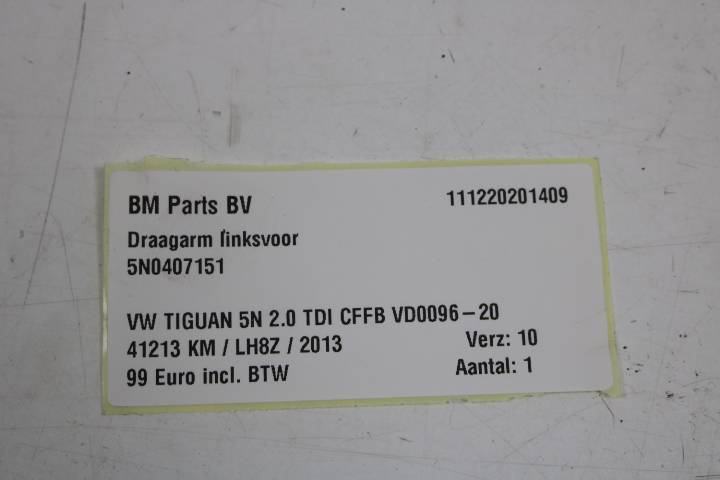 BM Parts BV 111220201409
Draagarm linksvoor
5N0407151
VW TIGUAN 5N 2.0 TDI CFFB VD0096-20
41213 KM / LH8Z / 2013 Verz: 10
99 Euro incl. BTW Aantal: 1